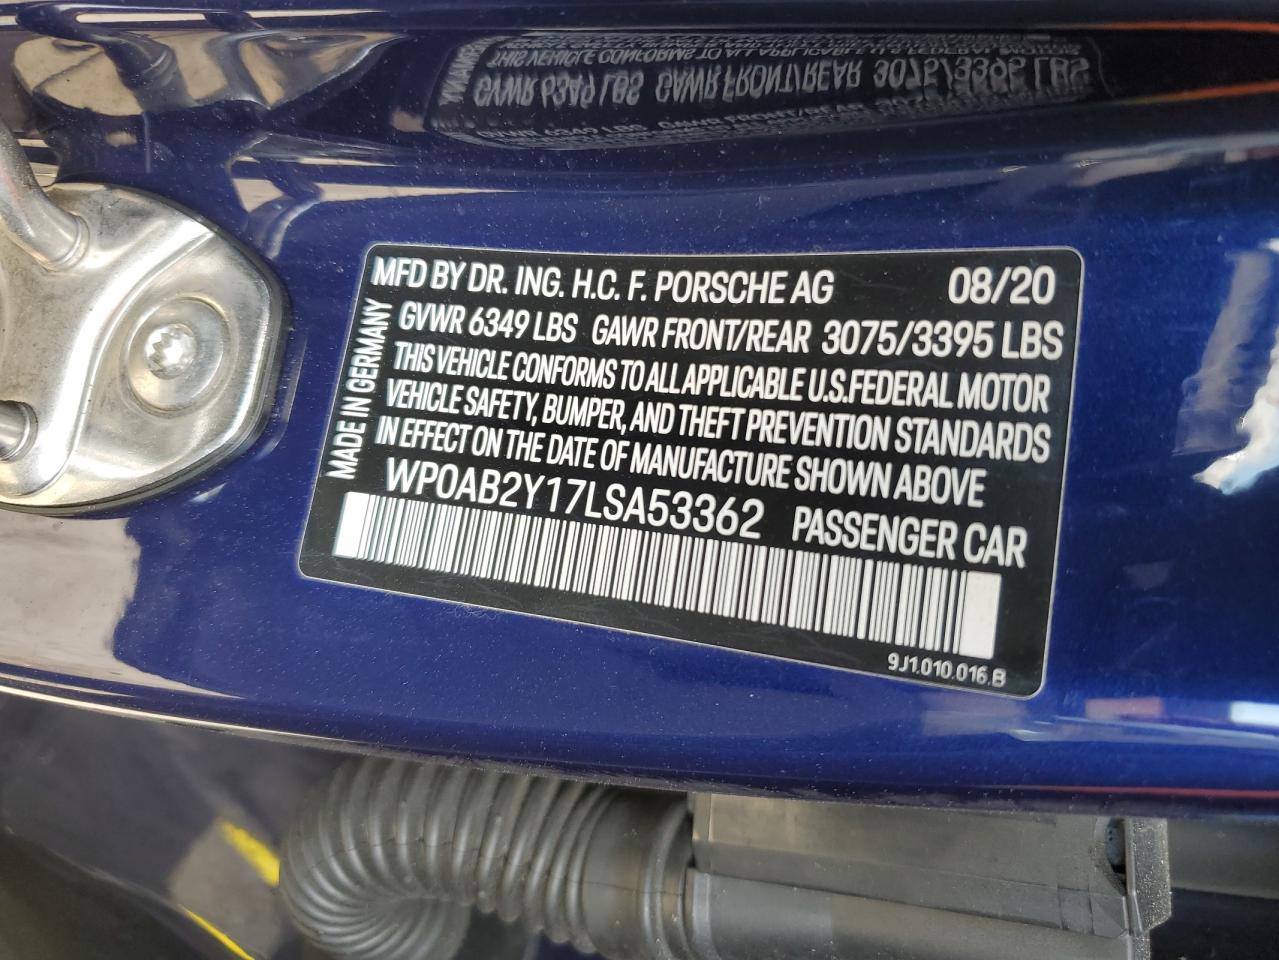 MFD BY DR. ING. H.C. F. PORSCHE AG 08/20
GVWR 6349 LBS GAWR FRONT/REAR 3075/3395 LBS
THIS VEHICLE CONFORMS TO ALL APPLICABLE U.S.FEDERAL MOTOR
VEHICLE SAFETY, BUMPER, AND THEFT PREVENTION STANDARDS
IN EFFECT ON THE DATE OF MANUFACTURE SHOWN ABOVE
WP0AB2Y17LSA53362 PASSENGER CAR
MADE IN GERMANY
9J1.010.016.B